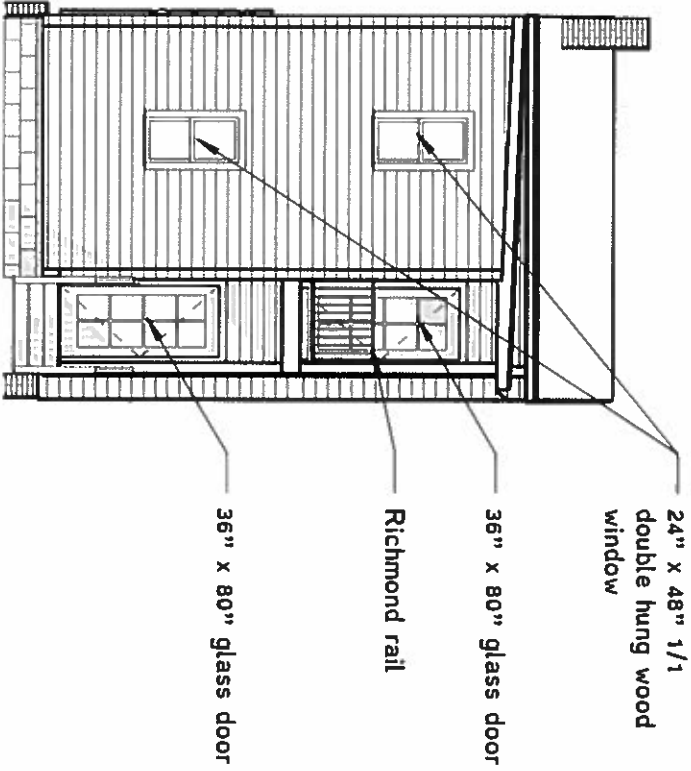 24" x 48" 1/1
double hung wood
window
36" x 80" glass door
Richmond rail
36" x 80" glass door